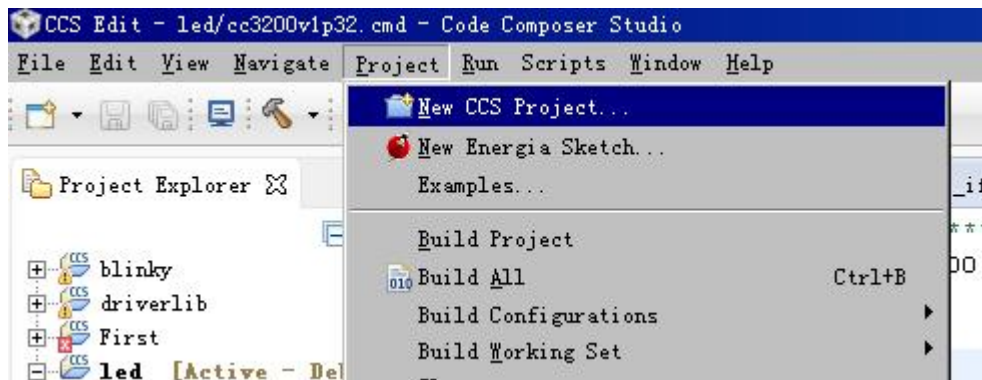 CCS Edit - led/cc3200v1p32.cmd - Code Composer Studio
File Edit View Navigate Project Run Scripts Window Help
New CCS Project...
New Energia Sketch...
Project Explorer
Examples...
Build Project
blinky
Build All Ctrl+B
driverlib
Build Configurations
First
Build Working Set
led [Active - De